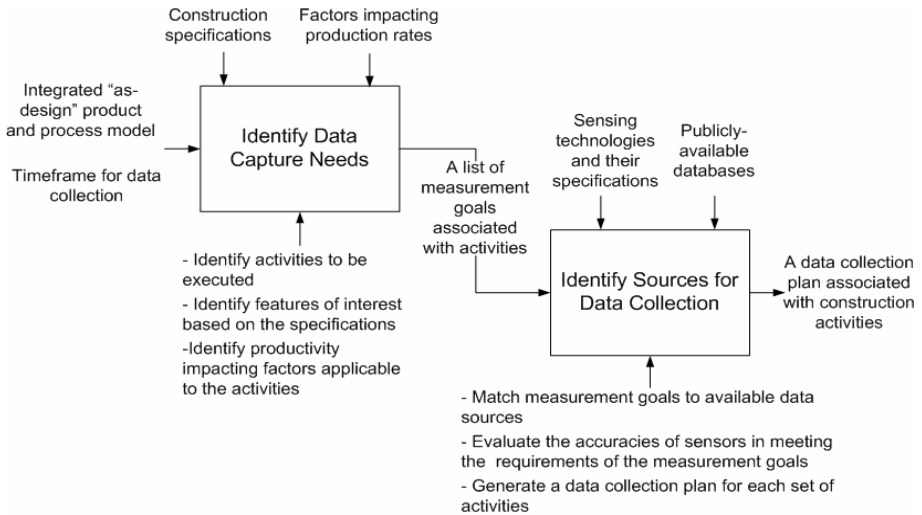 Construction
specifications
Factors impacting
production rates
Integrated “as-
design” product
and process model
Timeframe for data
collection
Identify Data
Capture Needs
A list of
measurement
goals
associated
with activities
- Identify activities to be
executed
- Identify features of interest
based on the specifications
-Identify productivity
impacting factors applicable
to the activities
Sensing
technologies
and their
specifications
Publicly-
available
databases
Identify Sources for
Data Collection
A data collection
plan associated
with construction
activities
- Match measurement goals to available data
sources
- Evaluate the accuracies of sensors in meeting
the requirements of the measurement goals
- Generate a data collection plan for each set of
activities